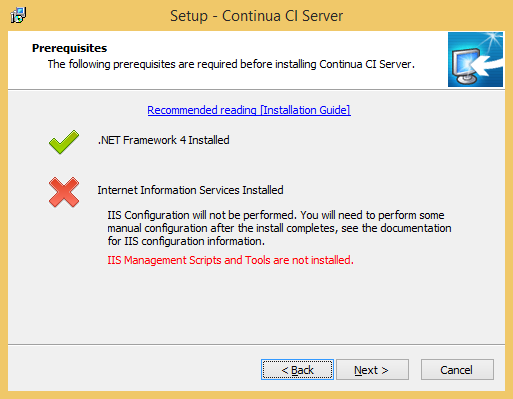 Setup - Continua CI Server
Prerequisites
The following prerequisites are required before installing Continua CI Server.
Recommended reading [Installation Guide]
.NET Framework 4 Installed
Internet Information Services Installed
IIS Configuration will not be performed. You will need to perform some
manual configuration after the install completes, see the documentation
for IIS configuration information.
IIS Management Scripts and Tools are not installed.
< Back
Next >
Cancel